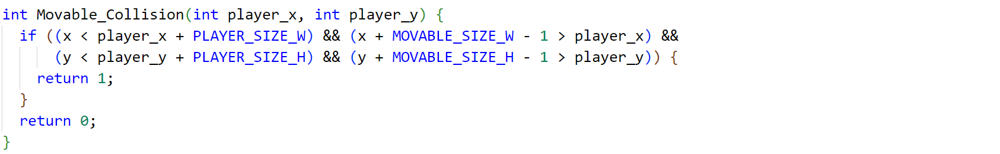 int Movable_Collision(int player_x, int player_y) {
  if ((x < player_x + PLAYER_SIZE_W) && (x + MOVABLE_SIZE_W - 1 > player_x) &&
      (y < player_y + PLAYER_SIZE_H) && (y + MOVABLE_SIZE_H - 1 > player_y)) {
    return 1;
  }
  return 0;
}